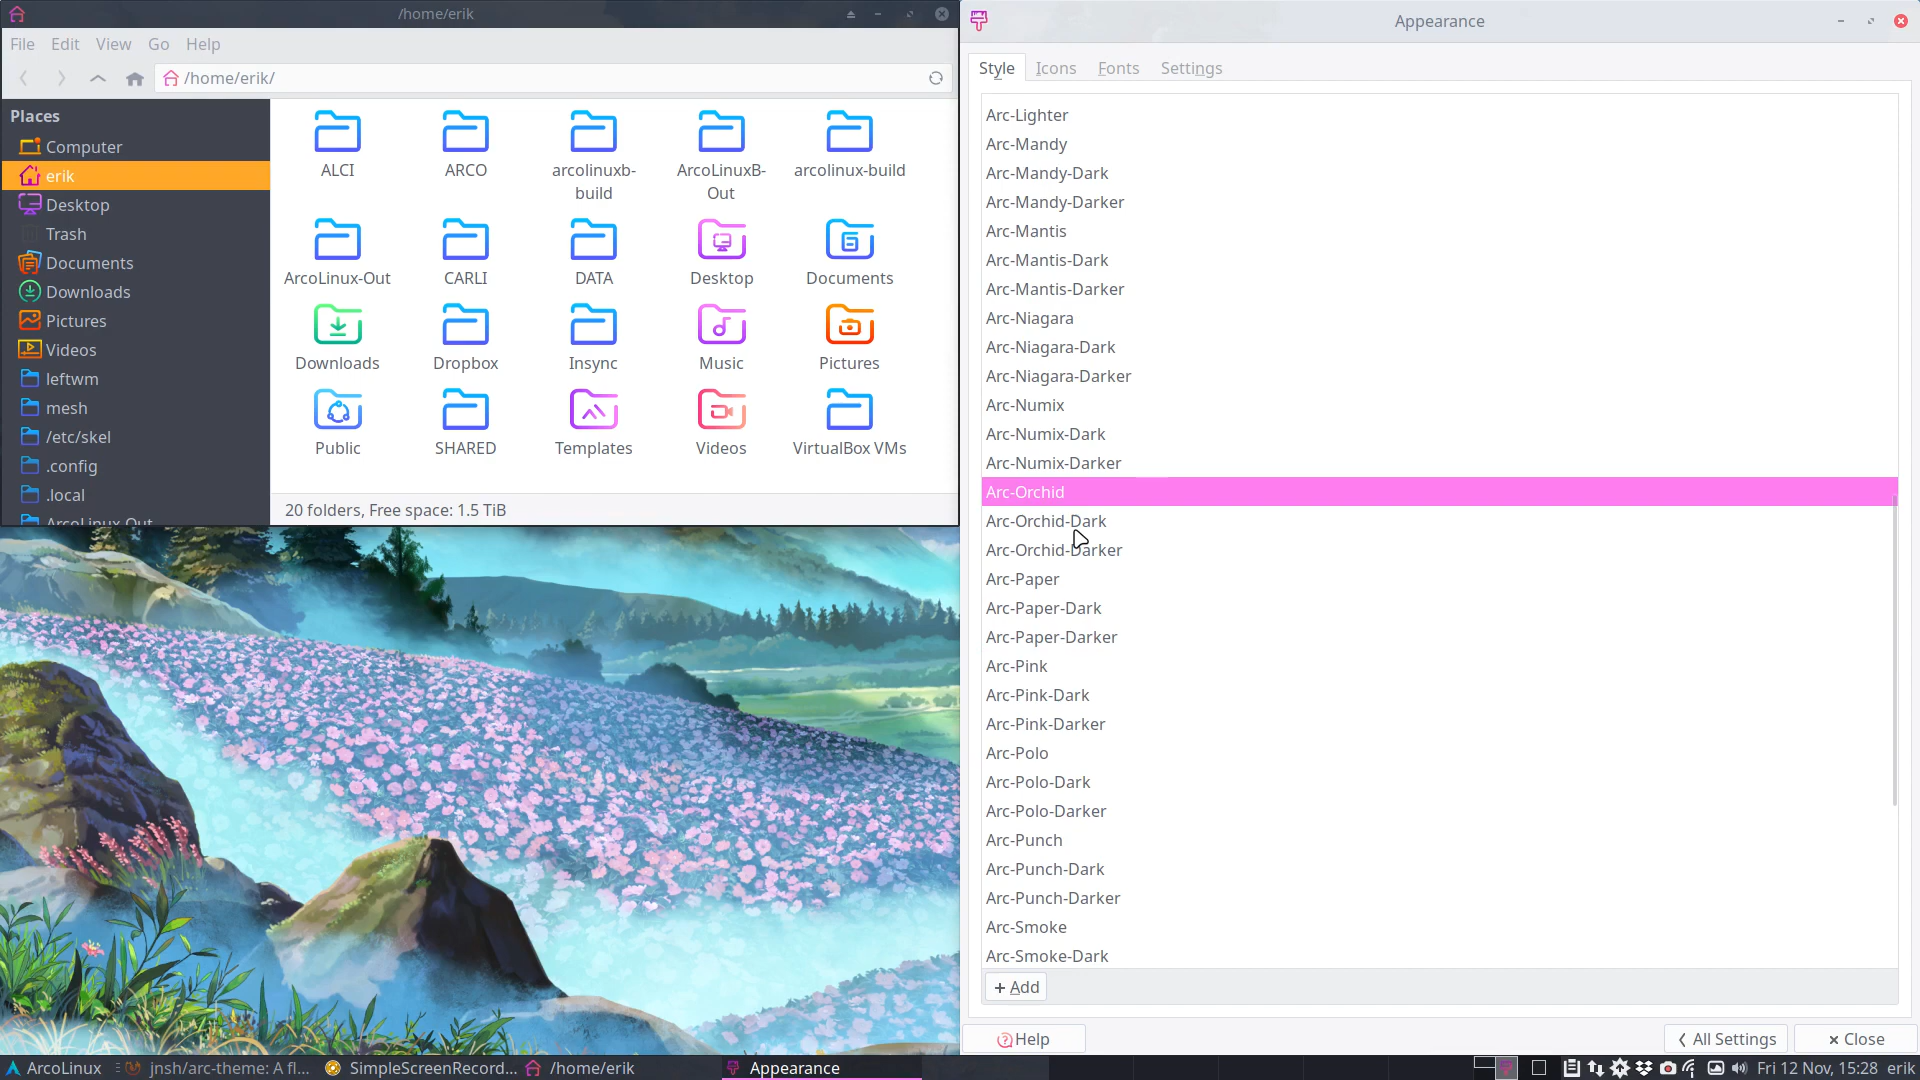 /home/erik
File Edit View Go Help
/home/erik/
Places
Computer
erik
Desktop
Trash
Documents
Downloads
Pictures
Videos
leftwm
mesh
/etc/skel
.config
.local
ArcoLinux Out
ALCI ARCO arcolinuxb- ArcoLinuxB- arcolinux-build
build Out
ArcoLinux-Out CARLI DATA Desktop Documents
Downloads Dropbox Insync Music Pictures
Public SHARED Templates Videos VirtualBox VMs
20 folders, Free space: 1.5 TiB
Appearance
Style Icons Fonts Settings
Arc-Lighter
Arc-Mandy
Arc-Mandy-Dark
Arc-Mandy-Darker
Arc-Mantis
Arc-Mantis-Dark
Arc-Mantis-Darker
Arc-Niagara
Arc-Niagara-Dark
Arc-Niagara-Darker
Arc-Numix
Arc-Numix-Dark
Arc-Numix-Darker
Arc-Orchid
Arc-Orchid-Dark
Arc-Orchid-Darker
Arc-Paper
Arc-Paper-Dark
Arc-Paper-Darker
Arc-Pink
Arc-Pink-Dark
Arc-Pink-Darker
Arc-Polo
Arc-Polo-Dark
Arc-Polo-Darker
Arc-Punch
Arc-Punch-Dark
Arc-Punch-Darker
Arc-Smoke
Arc-Smoke-Dark
+ Add
Help All Settings Close
ArcoLinux jnsh/arc-theme: A fl... SimpleScreenRecord... /home/erik Appearance Fri 12 Nov, 15:28 erik